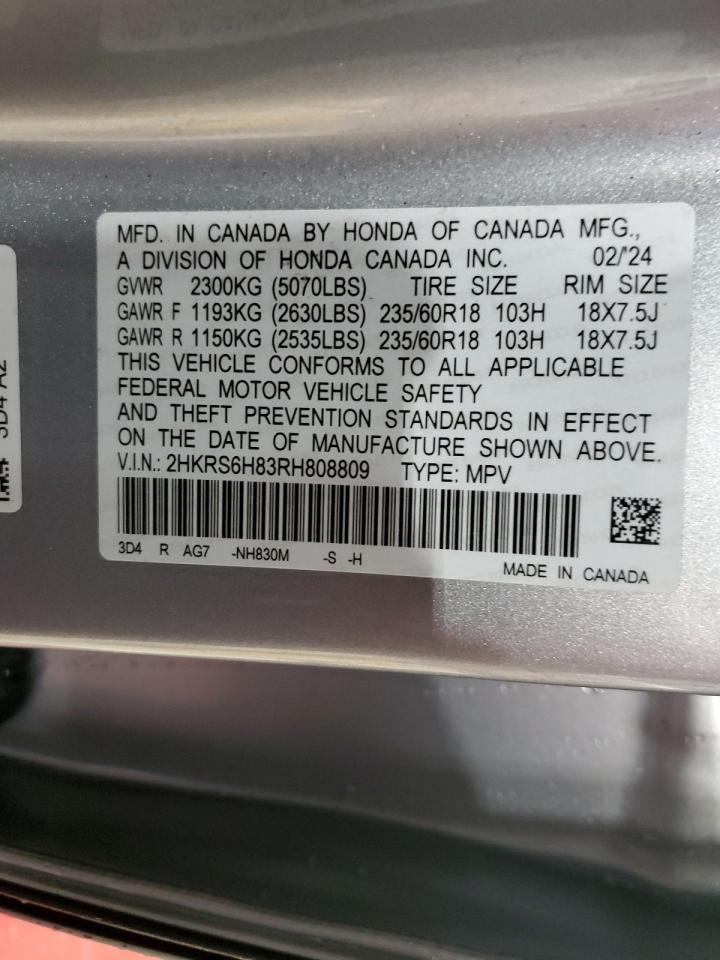 MFD. IN CANADA BY HONDA OF CANADA MFG.,
A DIVISION OF HONDA CANADA INC. 02/'24
GVWR 2300KG (5070LBS) TIRE SIZE RIM SIZE
GAWR F 1193KG (2630LBS) 235/60R18 103H 18X7.5J
GAWR R 1150KG (2535LBS) 235/60R18 103H 18X7.5J
THIS VEHICLE CONFORMS TO ALL APPLICABLE
FEDERAL MOTOR VEHICLE SAFETY
AND THEFT PREVENTION STANDARDS IN EFFECT
ON THE DATE OF MANUFACTURE SHOWN ABOVE.
V.I.N.: 2HKRS6H83RH808809 TYPE: MPV
3D4 R AG7 -NH830M -S -H
MADE IN CANADA
3D4 A2